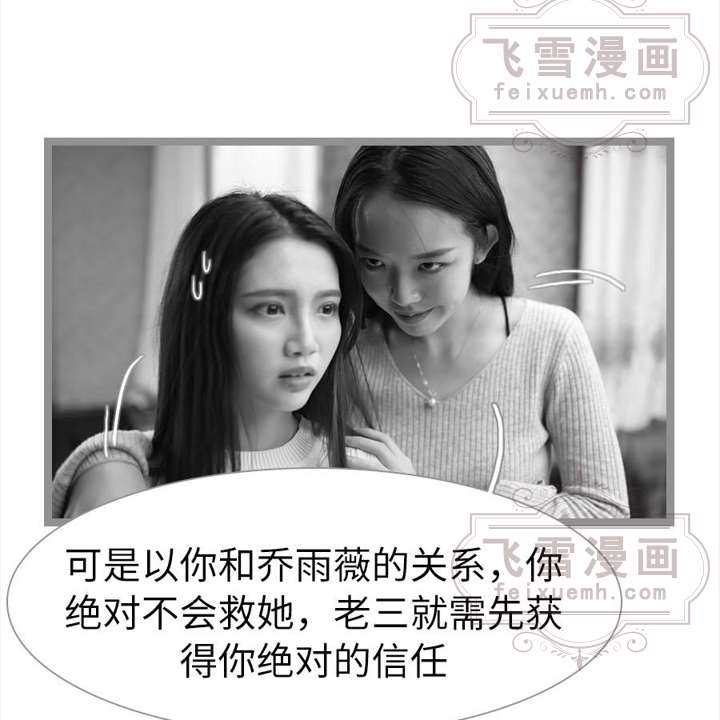 飞雪漫画
feixuemh.com
可是以你和乔雨薇的关系，你
绝对不会救她，老三就需先获
得你绝对的信任
飞雪漫画
feixuemh.com